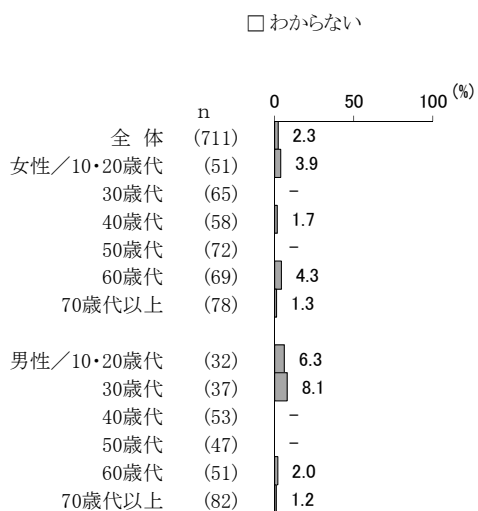 □ わからない
0 50 100 (%)
n
全 体 (711) 2.3
女性／10・20歳代 (51) 3.9
30歳代 (65) －
40歳代 (58) 1.7
50歳代 (72) －
60歳代 (69) 4.3
70歳代以上 (78) 1.3
男性／10・20歳代 (32) 6.3
30歳代 (37) 8.1
40歳代 (53) －
50歳代 (47) －
60歳代 (51) 2.0
70歳代以上 (82) 1.2